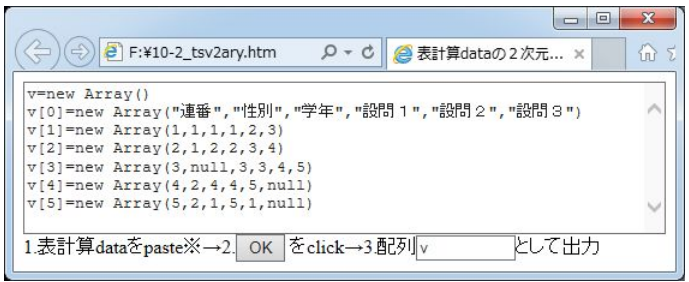 F:¥10-2_tsv2ary.htm
表計算dataの２次元...
v=new Array()
v[0]=new Array("連番","性別","学年","設問１","設問２","設問３")
v[1]=new Array(1,1,1,1,2,3)
v[2]=new Array(2,1,2,2,3,4)
v[3]=new Array(3,null,3,3,4,5)
v[4]=new Array(4,2,4,4,5,null)
v[5]=new Array(5,2,1,5,1,null)
1.表計算dataをpaste※→2. OK をclick→3.配列 v として出力